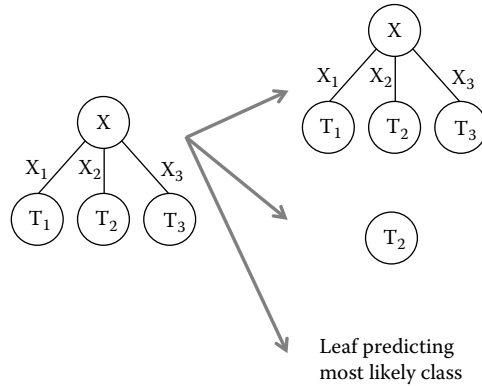 X
X₁ X₂ X₃
T₁ T₂ T₃
X
X₁ X₂ X₃
T₁ T₂ T₃
T₂
Leaf predicting
most likely class